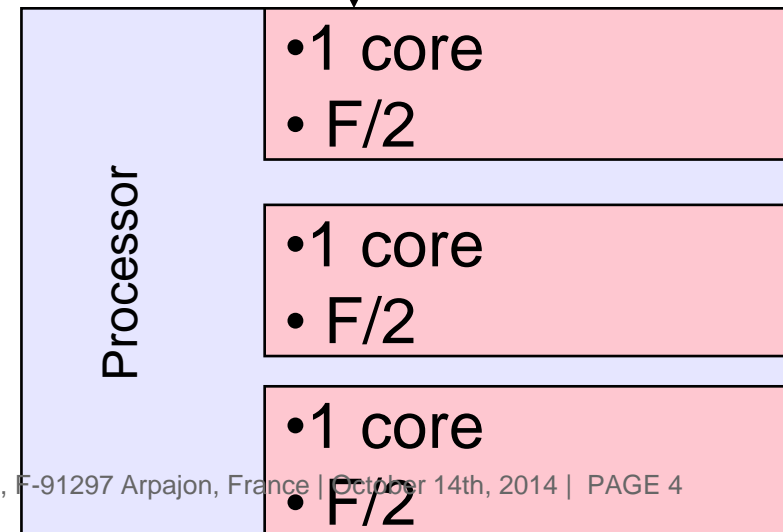 Processor
•1 core
• F/2
•1 core
• F/2
•1 core
• F/2
, F-91297 Arpajon, France | October 14th, 2014 | PAGE 4